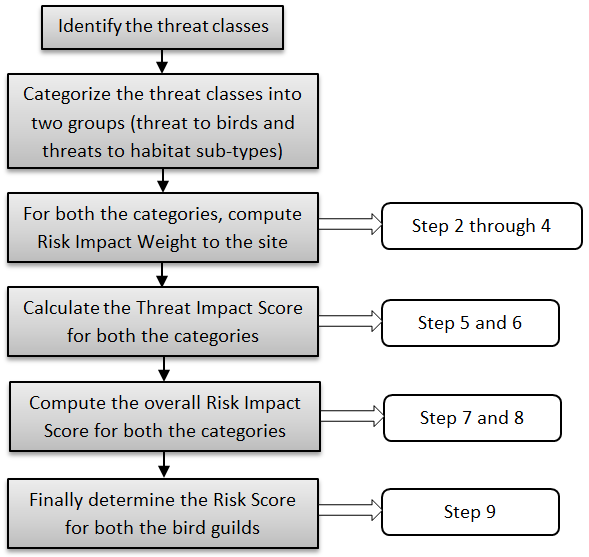 Identify the threat classes
Categorize the threat classes into
two groups (threat to birds and
threats to habitat sub-types)
For both the categories, compute
Risk Impact Weight to the site
Step 2 through 4
Calculate the Threat Impact Score
for both the categories
Step 5 and 6
Compute the overall Risk Impact
Score for both the categories
Step 7 and 8
Finally determine the Risk Score
for both the bird guilds
Step 9